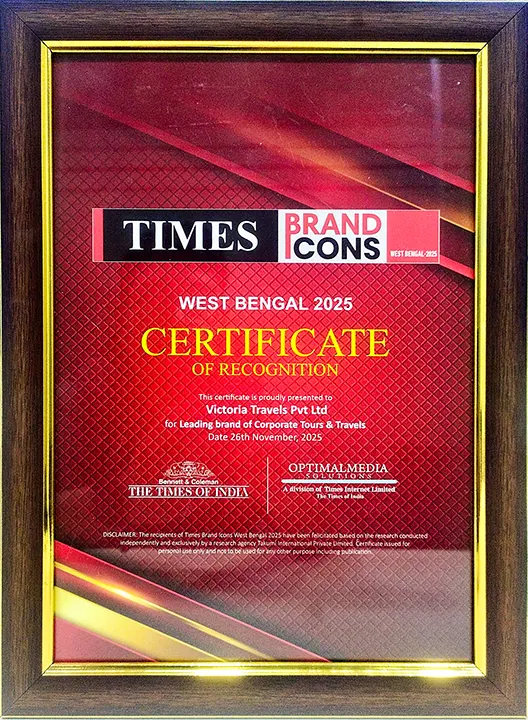 TIMES
BRAND
ICONS
WEST BENGAL-2025
WEST BENGAL 2025
CERTIFICATE
OF RECOGNITION
This certificate is proudly presented to
Victoria Travels Pvt Ltd
for Leading brand of Corporate Tours & Travels
Date 26th November, 2025
Bennett & Coleman
THE TIMES OF INDIA
OPTIMALMEDIA
SOLUTIONS
A division of Times Internet Limited
The Times of India
DISCLAIMER: The recipients of Times Brand Icons West Bengal 2025 have been felicitated based on the research conducted
independently and exclusively by a research agency Takumi International Private Limited. Certificate issued for
personal use only and not to be used for any other purpose including publication.